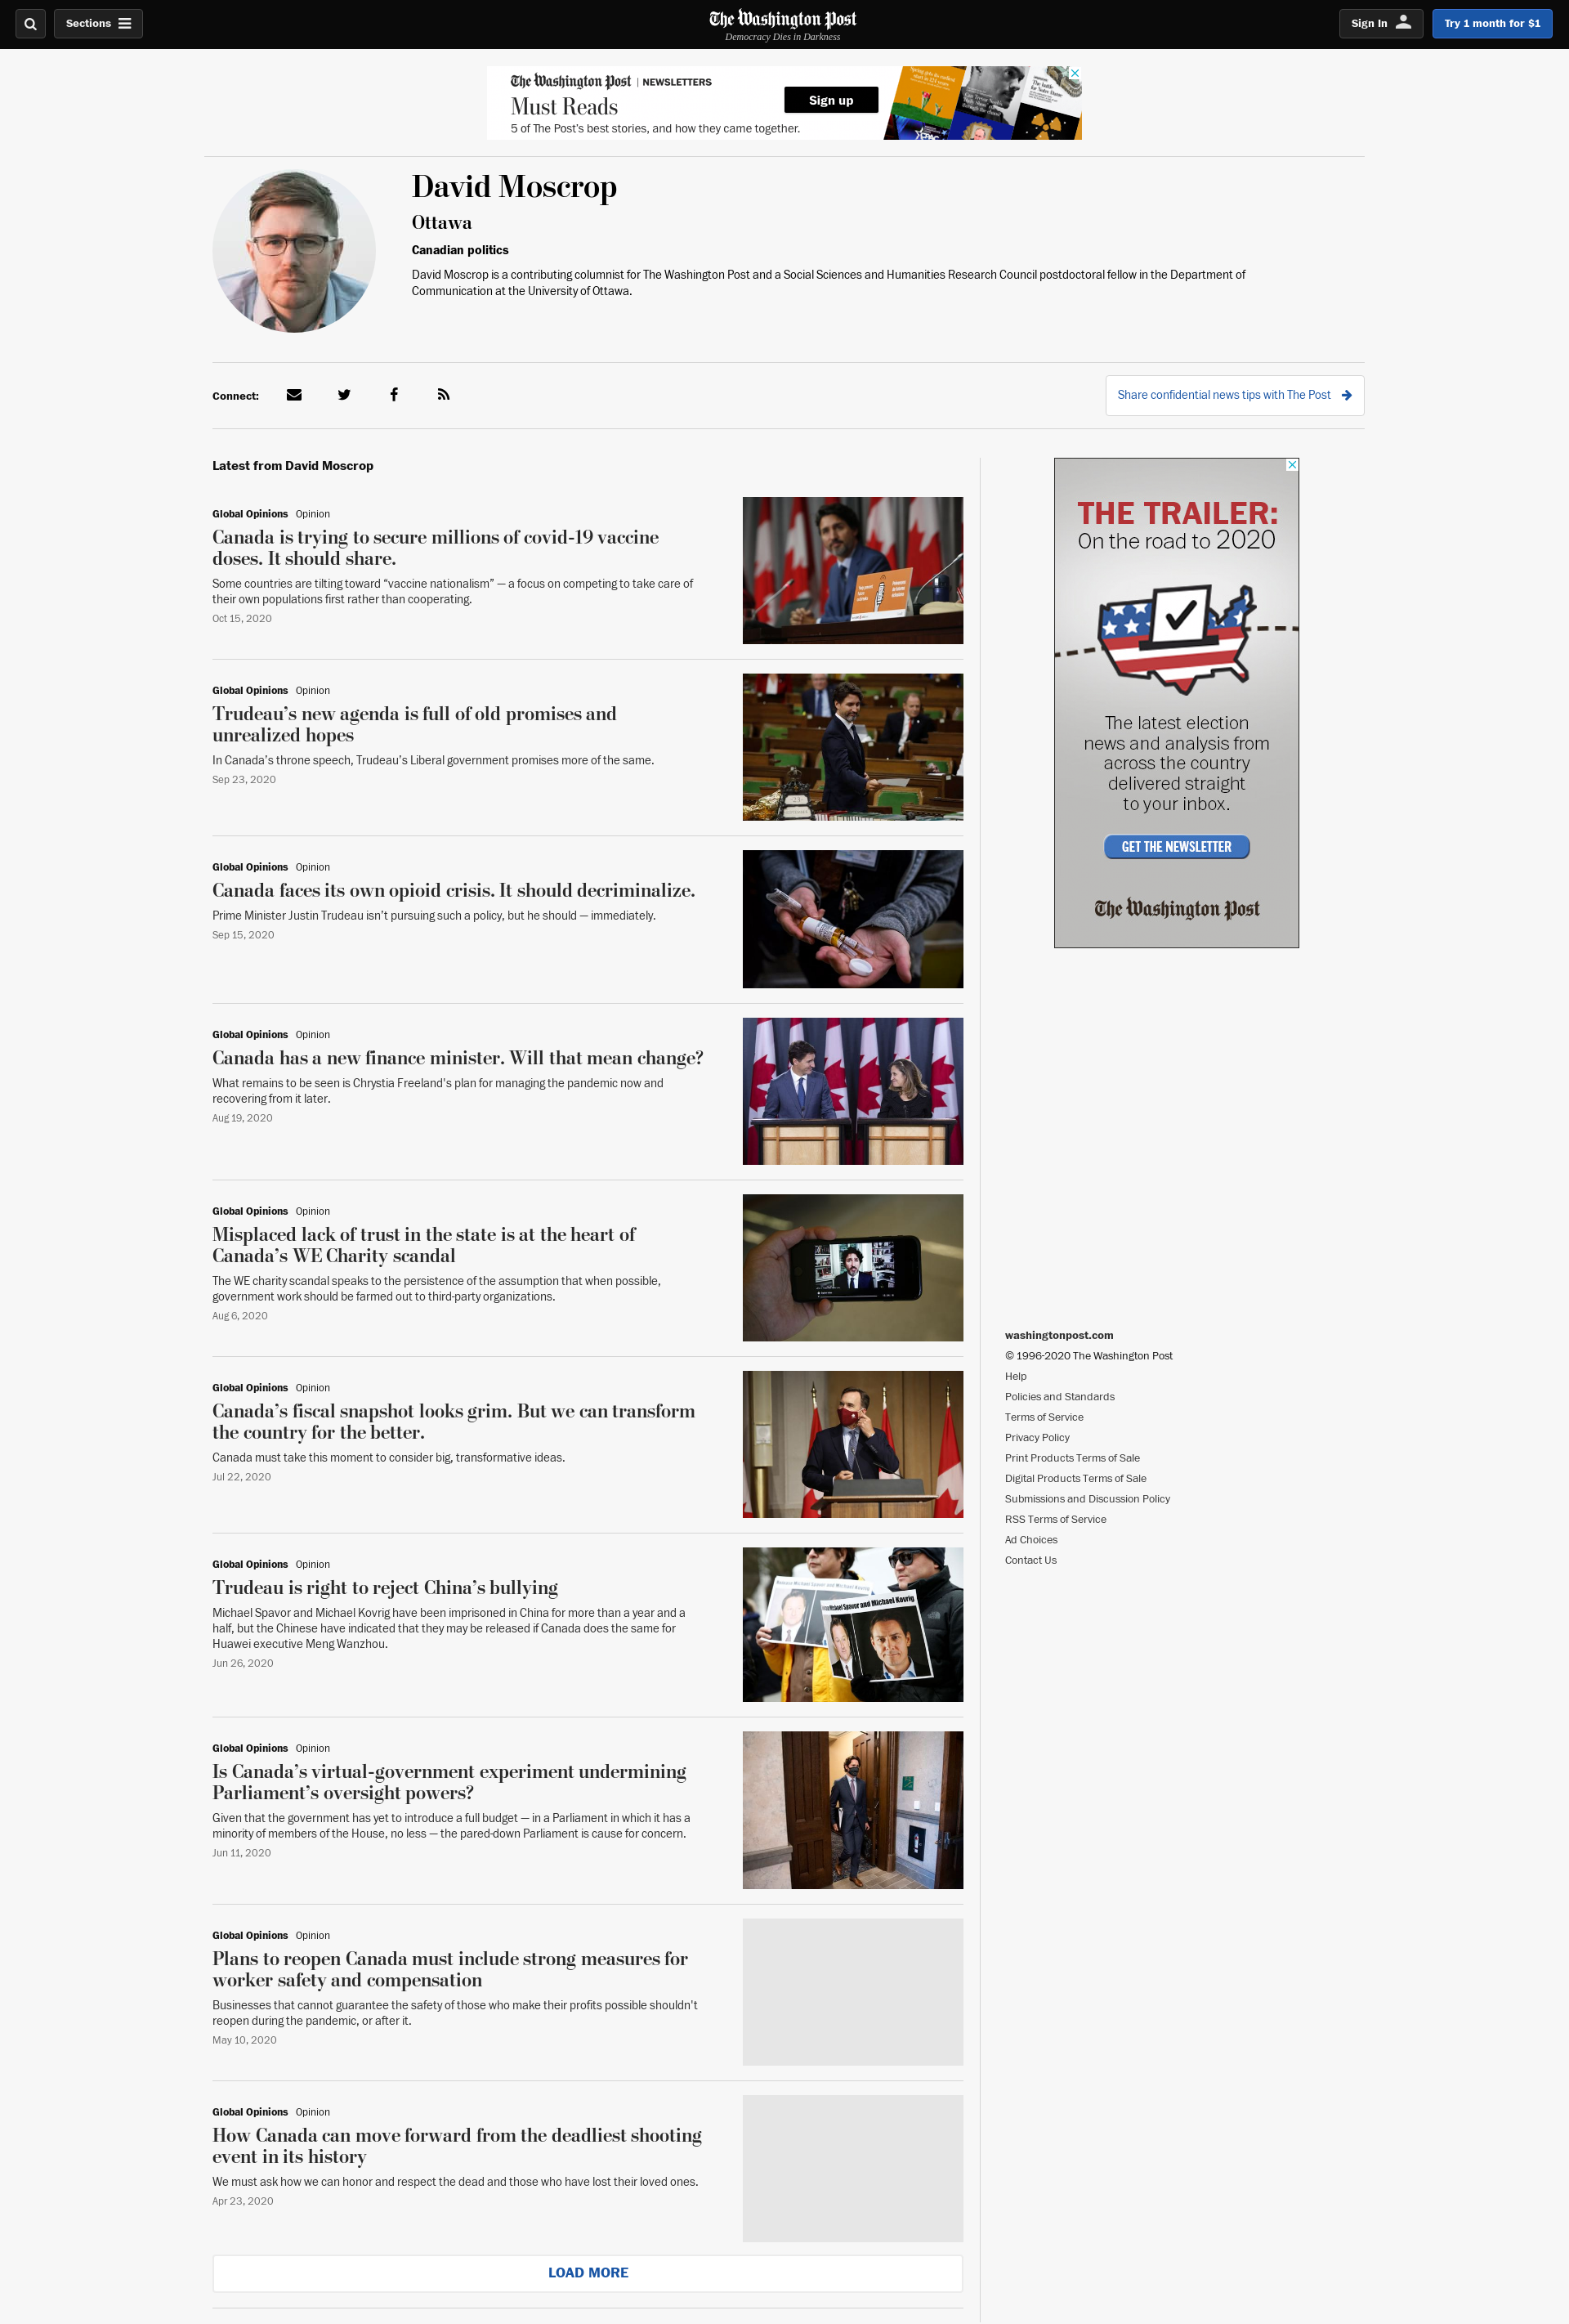 Sections
The Washington Post
Democracy Dies in Darkness
Sign In
Try 1 month for $1
The Washington Post | NEWSLETTERS
Must Reads
5 of The Post's best stories, and how they came together.
Sign up
David Moscrop
Ottawa
Canadian politics
David Moscrop is a contributing columnist for The Washington Post and a Social Sciences and Humanities Research Council postdoctoral fellow in the Department of
Communication at the University of Ottawa.
Connect:
Share confidential news tips with The Post
Latest from David Moscrop
Global Opinions Opinion
Canada is trying to secure millions of covid-19 vaccine
doses. It should share.
Some countries are tilting toward “vaccine nationalism” — a focus on competing to take care of
their own populations first rather than cooperating.
Oct 15, 2020
Global Opinions Opinion
Trudeau’s new agenda is full of old promises and
unrealized hopes
In Canada’s throne speech, Trudeau’s Liberal government promises more of the same.
Sep 23, 2020
Global Opinions Opinion
Canada faces its own opioid crisis. It should decriminalize.
Prime Minister Justin Trudeau isn’t pursuing such a policy, but he should — immediately.
Sep 15, 2020
Global Opinions Opinion
Canada has a new finance minister. Will that mean change?
What remains to be seen is Chrystia Freeland's plan for managing the pandemic now and
recovering from it later.
Aug 19, 2020
Global Opinions Opinion
Misplaced lack of trust in the state is at the heart of
Canada’s WE Charity scandal
The WE charity scandal speaks to the persistence of the assumption that when possible,
government work should be farmed out to third-party organizations.
Aug 6, 2020
Global Opinions Opinion
Canada’s fiscal snapshot looks grim. But we can transform
the country for the better.
Canada must take this moment to consider big, transformative ideas.
Jul 22, 2020
Global Opinions Opinion
Trudeau is right to reject China’s bullying
Michael Spavor and Michael Kovrig have been imprisoned in China for more than a year and a
half, but the Chinese have indicated that they may be released if Canada does the same for
Huawei executive Meng Wanzhou.
Jun 26, 2020
Michael Spavor and Michael Kovrig
Global Opinions Opinion
Is Canada’s virtual-government experiment undermining
Parliament’s oversight powers?
Given that the government has yet to introduce a full budget — in a Parliament in which it has a
minority of members of the House, no less — the pared-down Parliament is cause for concern.
Jun 11, 2020
Global Opinions Opinion
Plans to reopen Canada must include strong measures for
worker safety and compensation
Businesses that cannot guarantee the safety of those who make their profits possible shouldn't
reopen during the pandemic, or after it.
May 10, 2020
Global Opinions Opinion
How Canada can move forward from the deadliest shooting
event in its history
We must ask how we can honor and respect the dead and those who have lost their loved ones.
Apr 23, 2020
LOAD MORE
THE TRAILER:
On the road to 2020
The latest election
news and analysis from
across the country
delivered straight
to your inbox.
GET THE NEWSLETTER
The Washington Post
washingtonpost.com
© 1996-2020 The Washington Post
Help
Policies and Standards
Terms of Service
Privacy Policy
Print Products Terms of Sale
Digital Products Terms of Sale
Submissions and Discussion Policy
RSS Terms of Service
Ad Choices
Contact Us